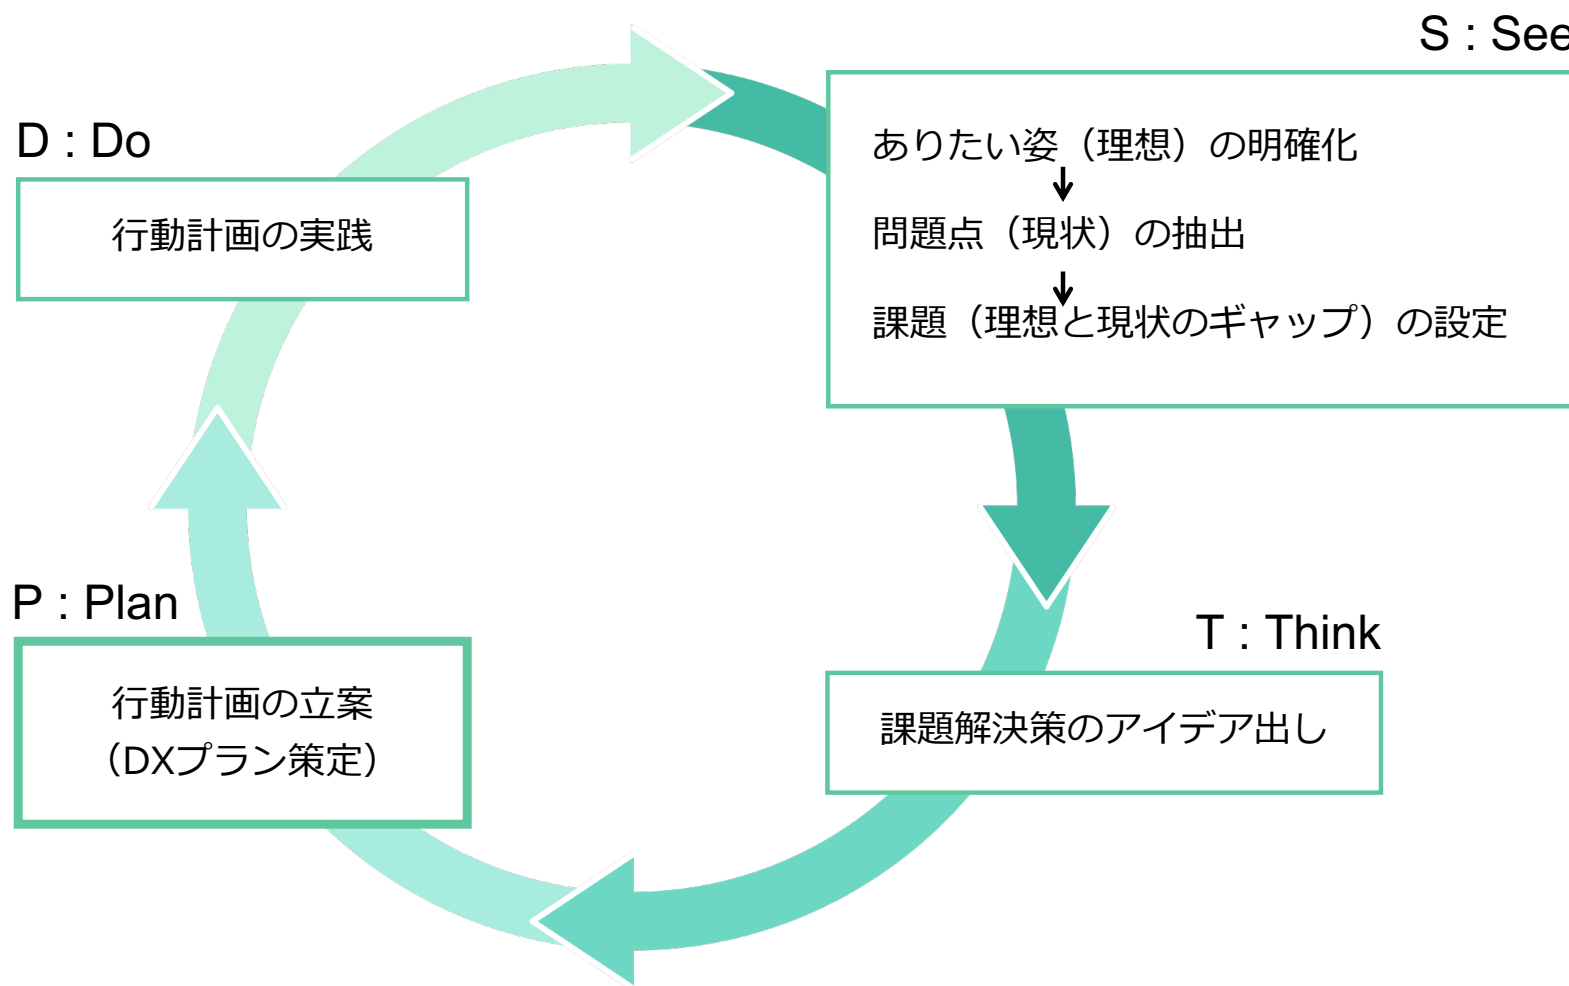 S : See
ありたい姿（理想）の明確化
問題点（現状）の抽出
課題（理想と現状のギャップ）の設定
T : Think
課題解決策のアイデア出し
P : Plan
行動計画の立案
（DXプラン策定）
D : Do
行動計画の実践